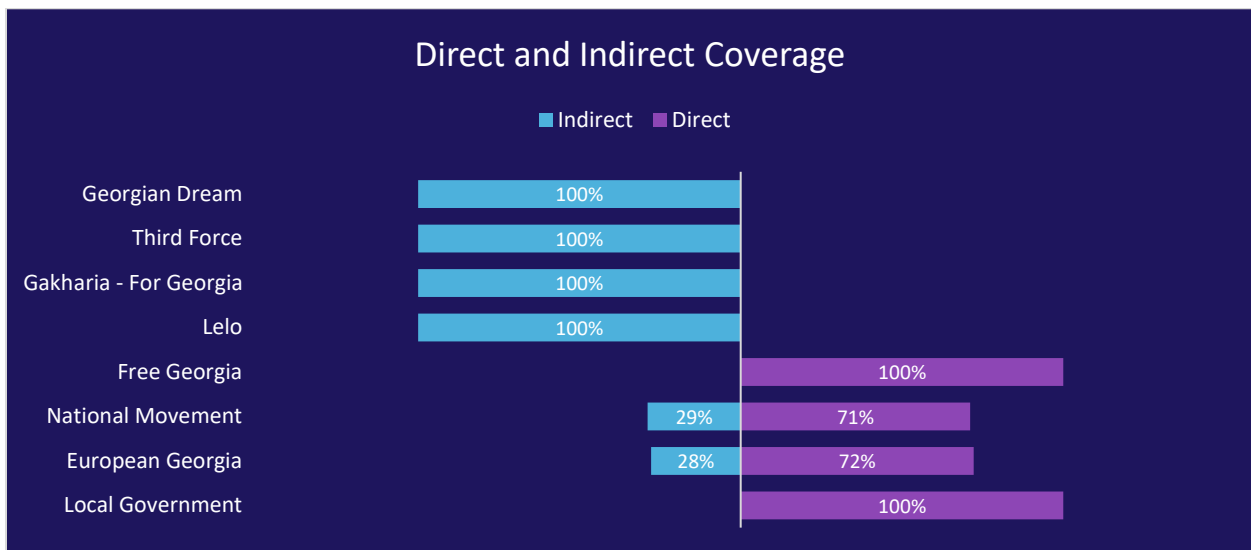 Direct and Indirect Coverage
Indirect Direct
Georgian Dream 100%
Third Force 100%
Gakharia - For Georgia 100%
Lelo 100%
Free Georgia 100%
National Movement 29% 71%
European Georgia 28% 72%
Local Government 100%